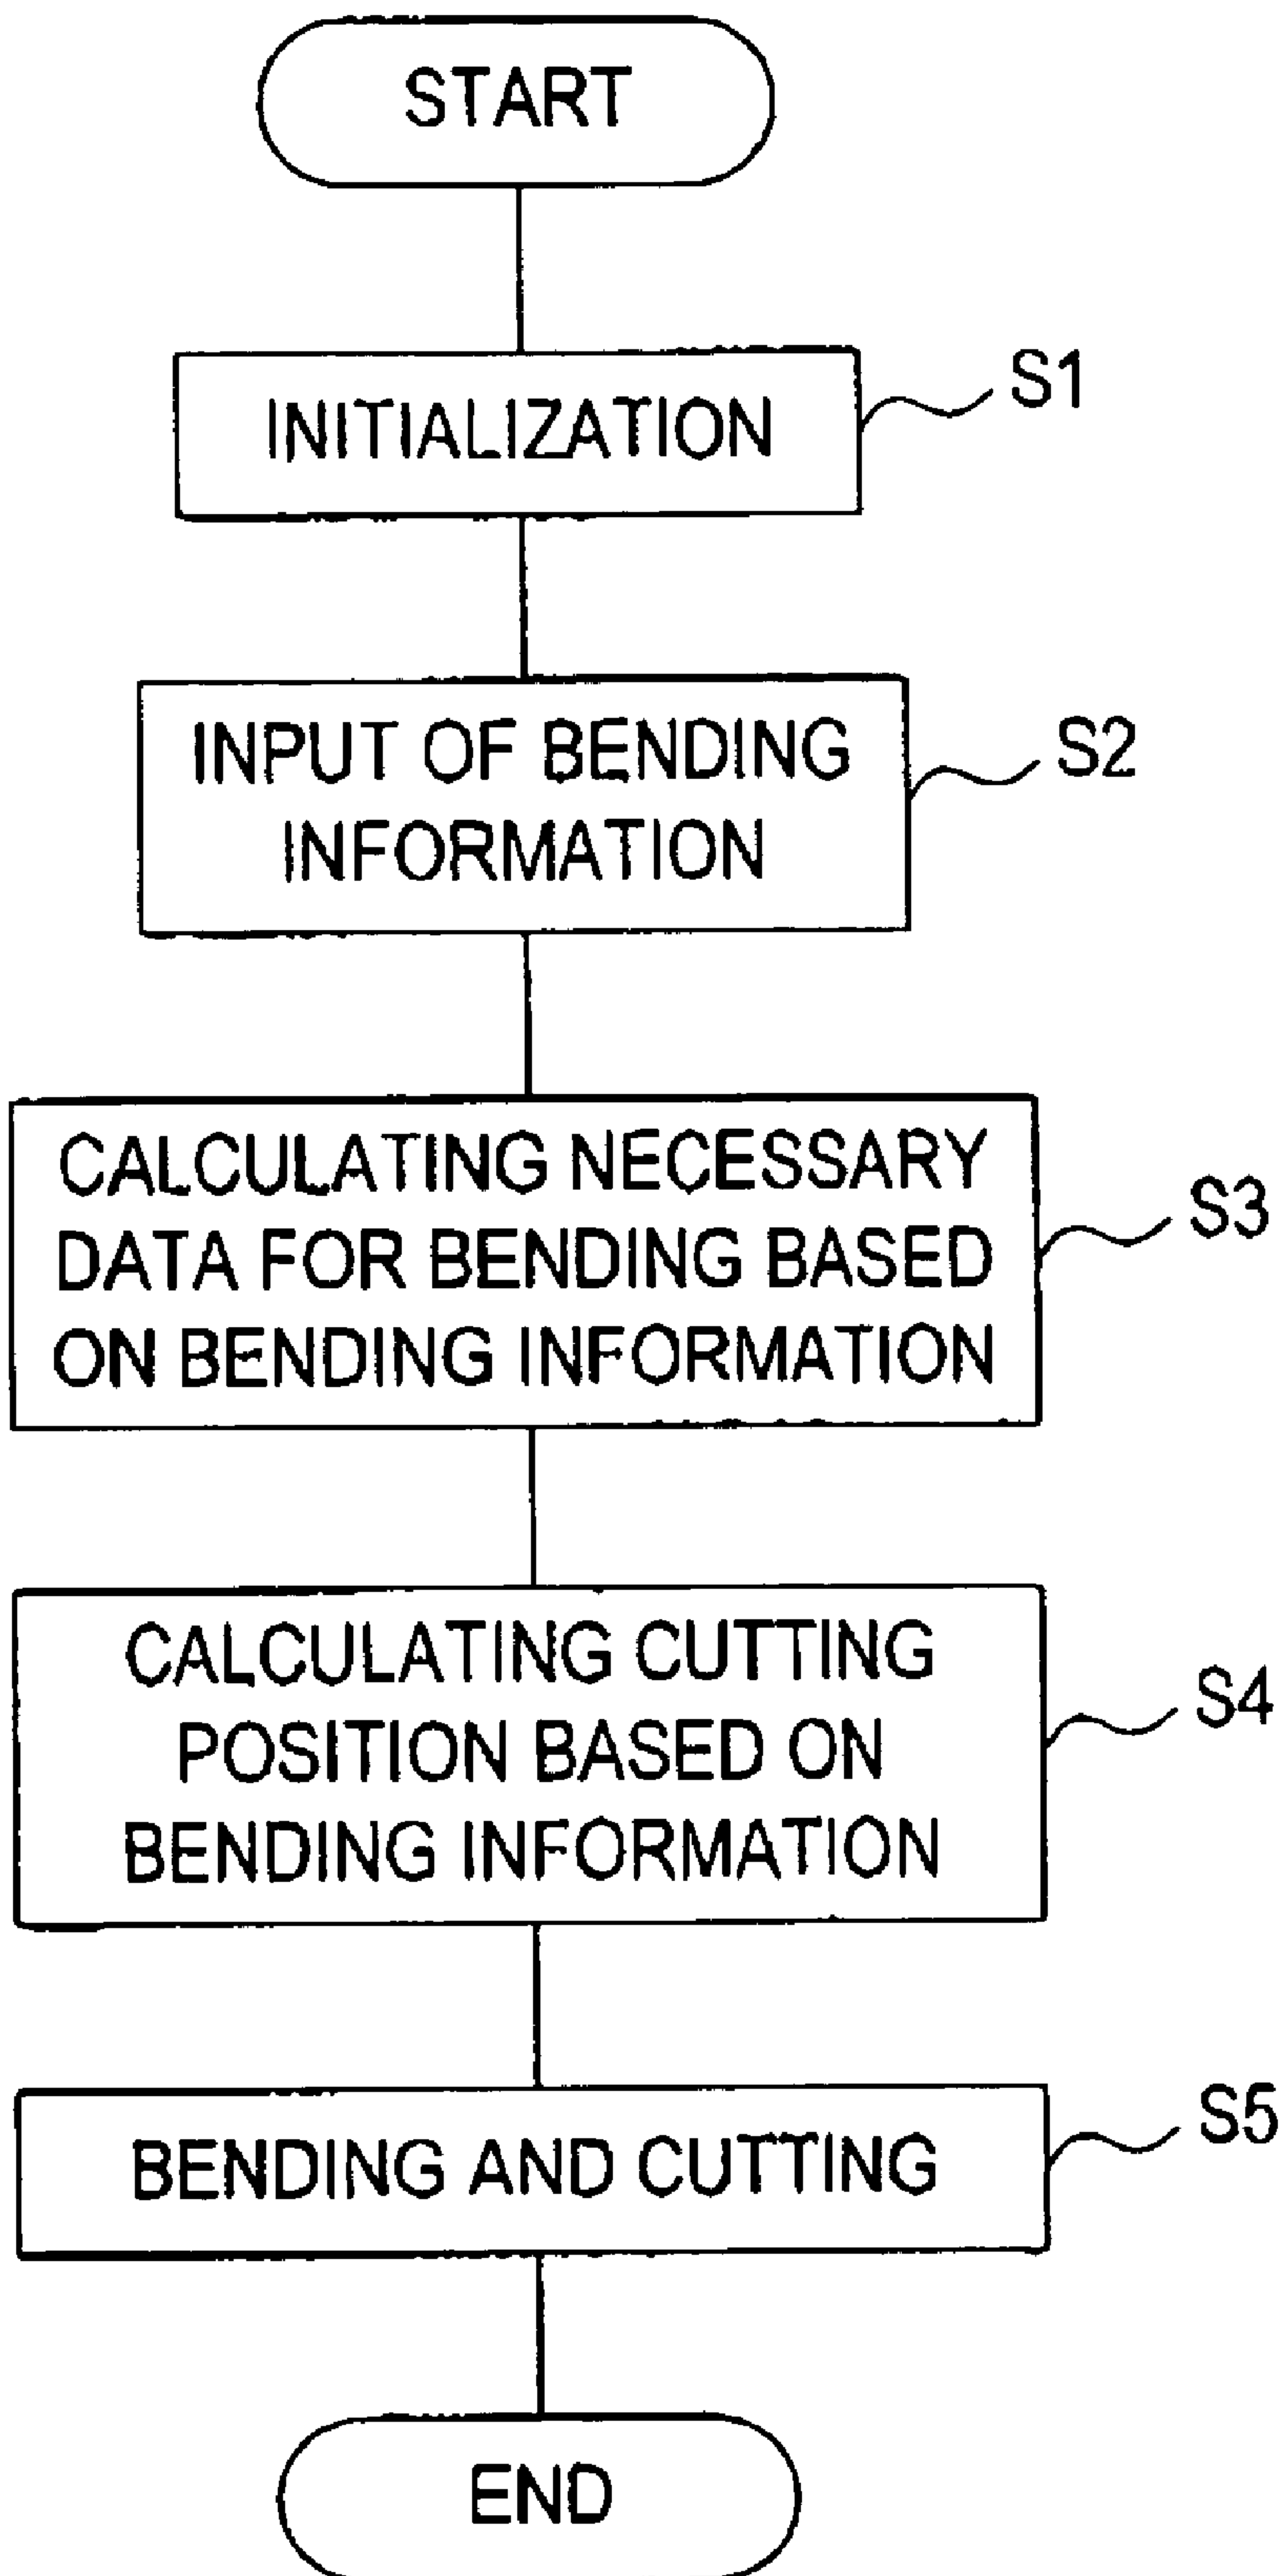 START
INITIALIZATION
S1
INPUT OF BENDING
INFORMATION
S2
CALCULATING NECESSARY
DATA FOR BENDING BASED
ON BENDING INFORMATION
S3
CALCULATING CUTTING
POSITION BASED ON
BENDING INFORMATION
S4
BENDING AND CUTTING
S5
END